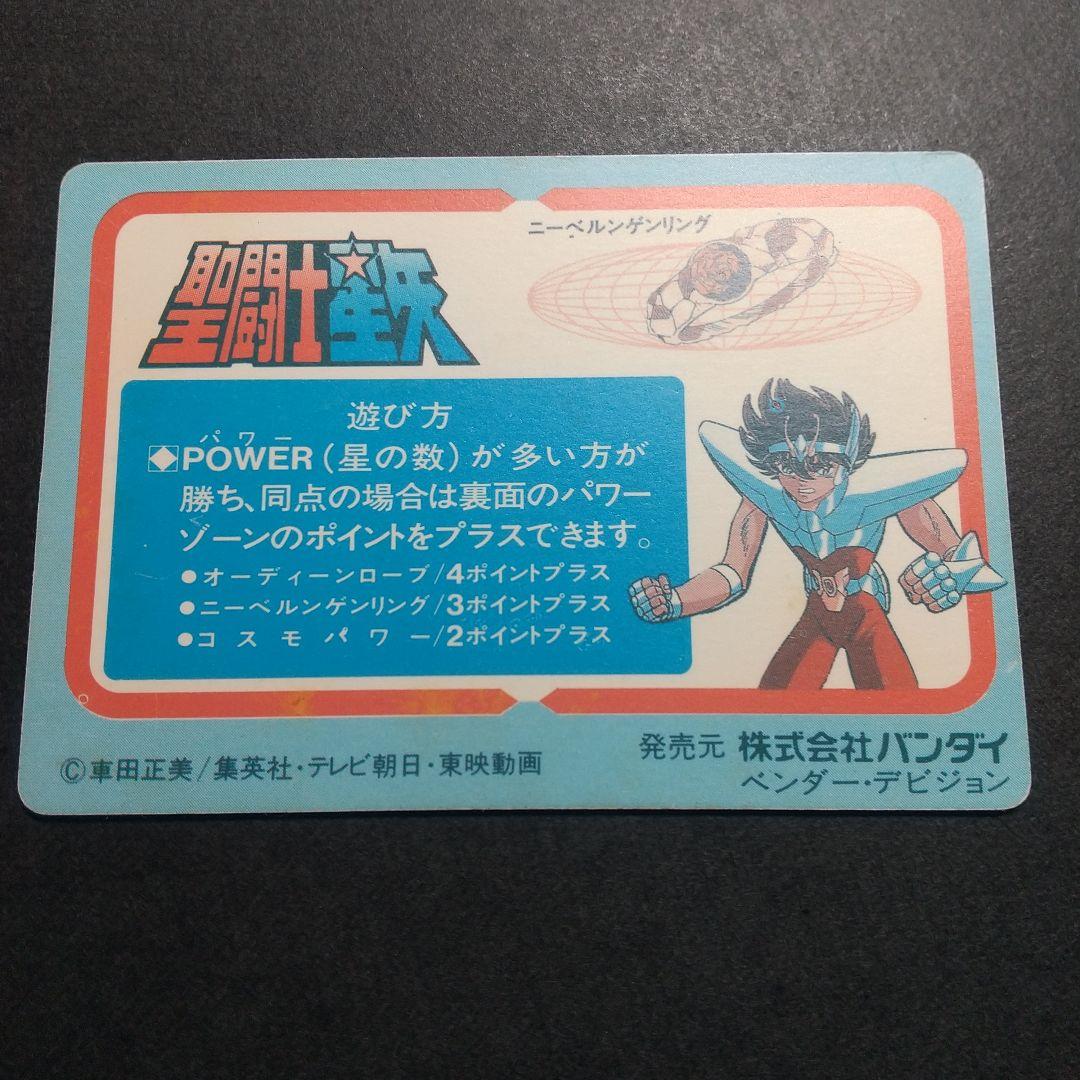 聖闘士星矢
ニーベルンゲンリング
遊び方
パワー
POWER(星の数)が多い方が
勝ち、同点の場合は裏面のパワー
ゾーンのポイントをプラスできます。
●オーディーンローブ/4ポイントプラス
●ニーベルンゲンリング/3ポイントプラス
●コスモパワー/2ポイントプラス
©車田正美/集英社・テレビ朝日・東映動画
発売元 株式会社バンダイ
ベンダー・デビジョン